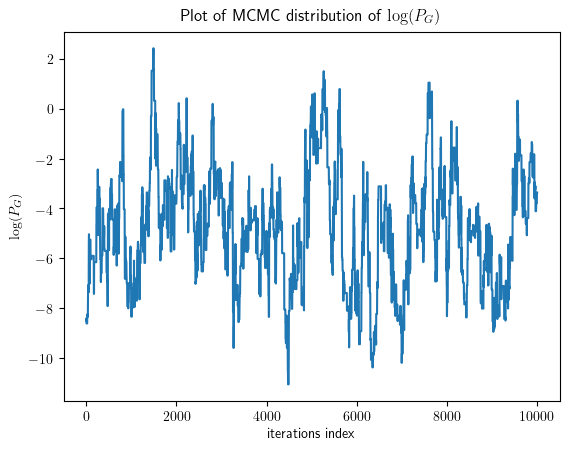 Plot of MCMC distribution of log(P_G)
log(P_G)
2
0
−2
−4
−6
−8
−10
0 2000 4000 6000 8000 10000
iterations index